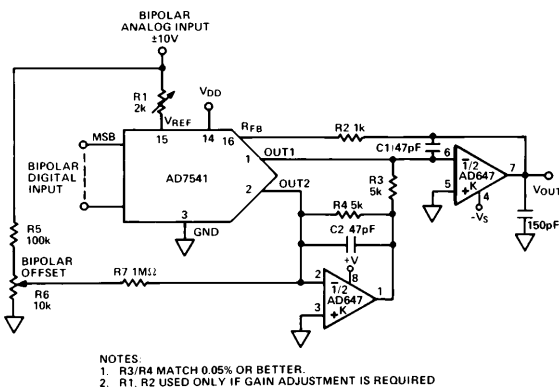 BIPOLAR
ANALOG INPUT
±10V
R1
2k
VDD
VREF
15
14
16
RFB
R2 1k
MSB
BIPOLAR
DIGITAL
INPUT
AD7541
1
OUT1
2
OUT2
3
GND
C1 47pF
R3
5k
R4 5k
C2 47pF
6
–
1/2
AD647
K
5
+
7
4
-VS
VOUT
150pF
R5
100k
BIPOLAR
OFFSET
R6
10k
R7 1MΩ
+V
8
2
–
1/2
AD647
K
3
+
1
NOTES:
1. R3/R4 MATCH 0.05% OR BETTER.
2. R1, R2 USED ONLY IF GAIN ADJUSTMENT IS REQUIRED